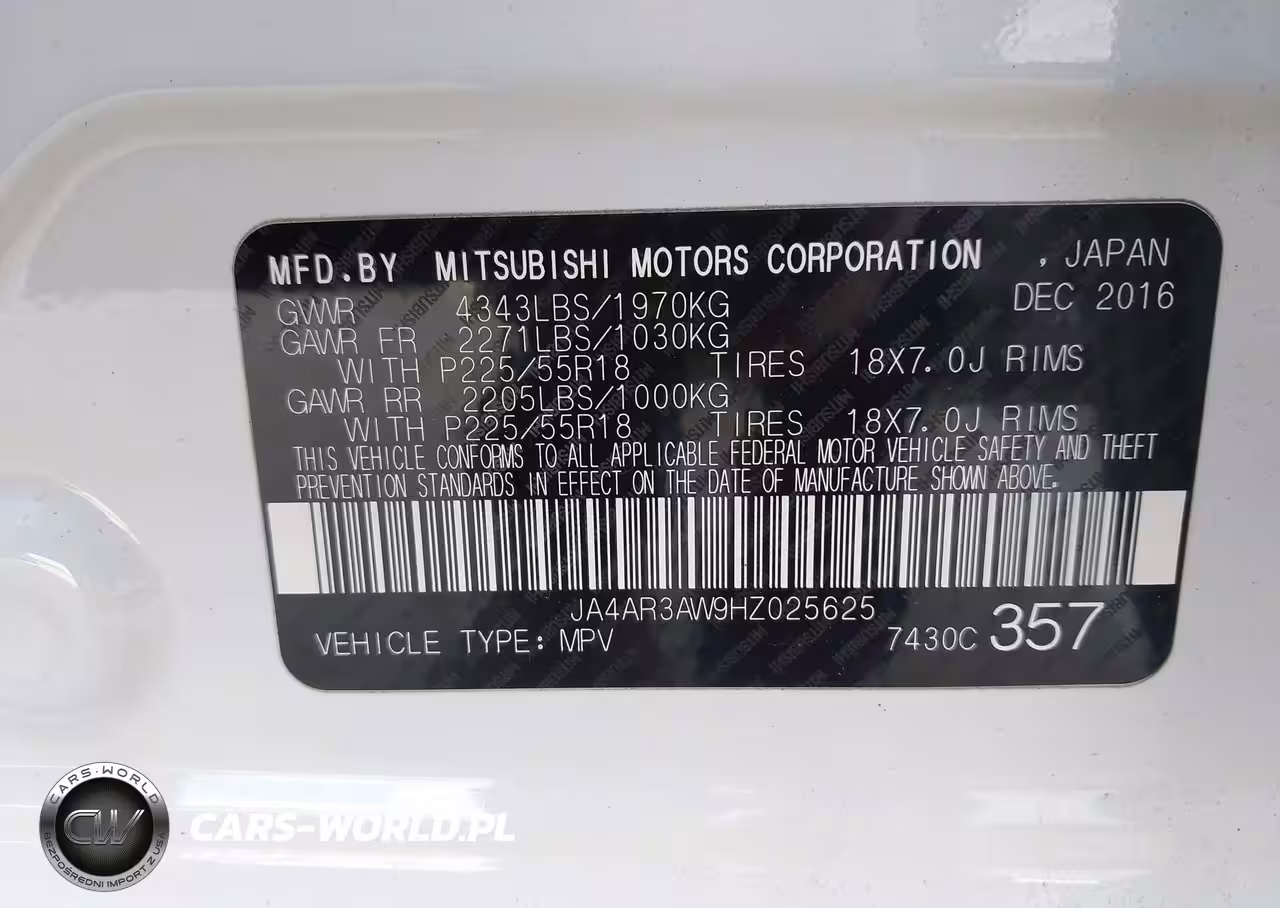 MFD.BY MITSUBISHI MOTORS CORPORATION , JAPAN
GVWR 4343LBS/1970KG DEC 2016
GAWR FR 2271LBS/1030KG
WITH P225/55R18 TIRES 18X7.0J RIMS
GAWR RR 2205LBS/1000KG
WITH P225/55R18 TIRES 18X7.0J RIMS
THIS VEHICLE CONFORMS TO ALL APPLICABLE FEDERAL MOTOR VEHICLE SAFETY AND THEFT
PREVENTION STANDARDS IN EFFECT ON THE DATE OF MANUFACTURE SHOWN ABOVE.
JA4AR3AW9HZ025625
VEHICLE TYPE: MPV 7430C 357
CARS-WORLD
CW
BEZPOŚREDNI IMPORT Z USA
CARS-WORLD.PL